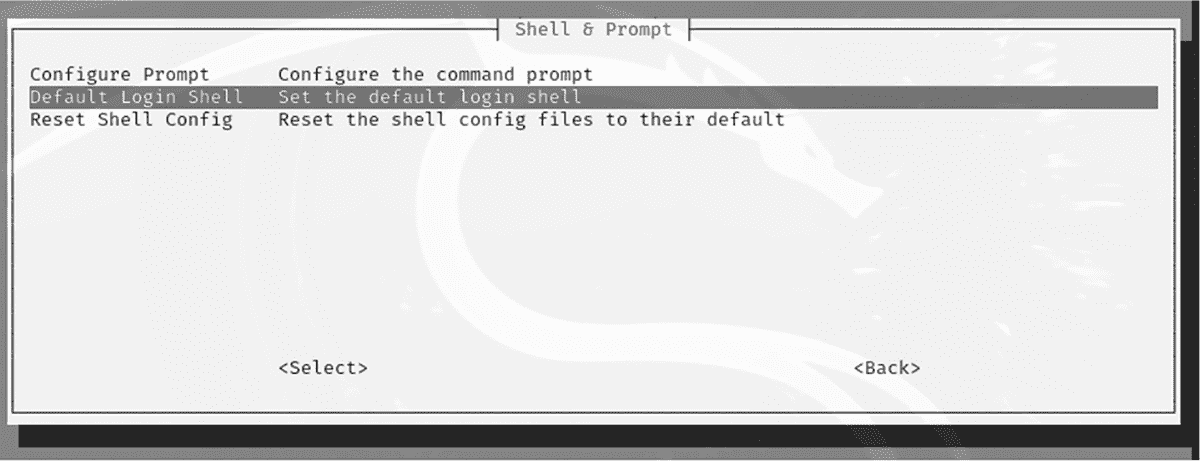 Shell & Prompt
Configure Prompt Configure the command prompt
Default Login Shell Set the default login shell
Reset Shell Config Reset the shell config files to their default
<Select> <Back>